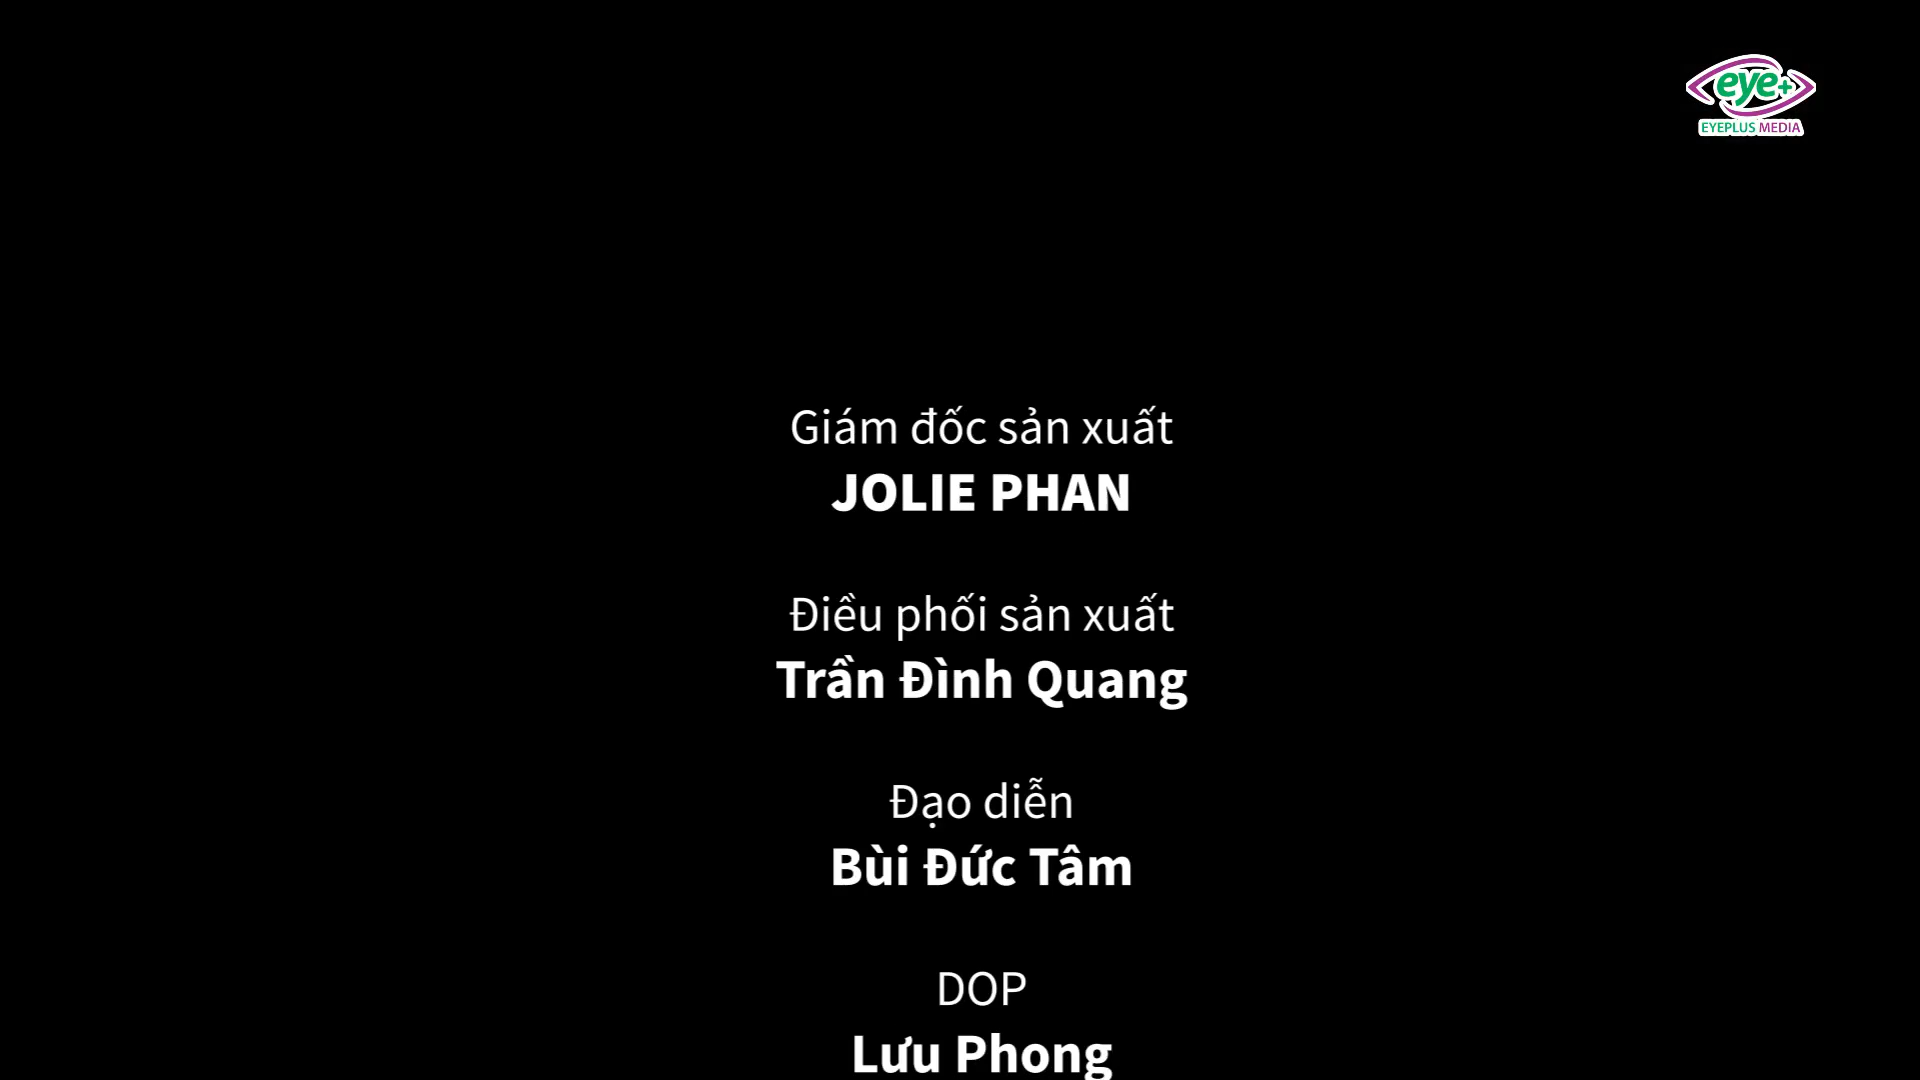 eye+
EYEPLUS MEDIA
Giám đốc sản xuất
JOLIE PHAN
Điều phối sản xuất
Trần Đình Quang
Đạo diễn
Bùi Đức Tâm
DOP
Lưu Phong